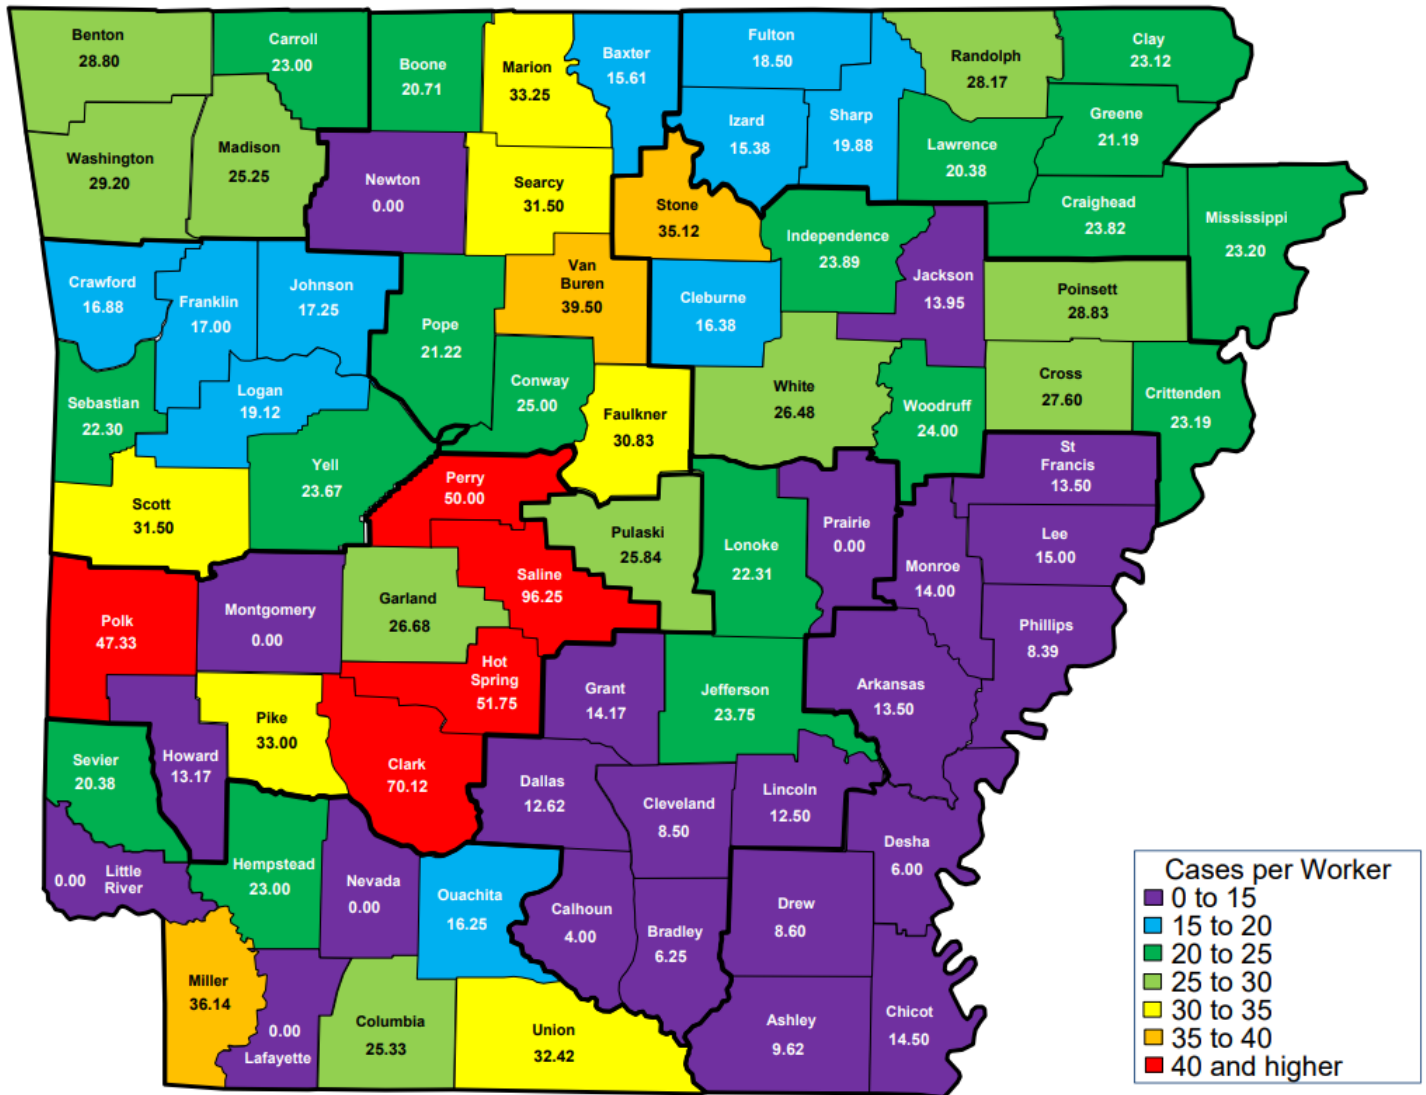 Benton
28.80
Carroll
23.00
Boone
20.71
Marion
33.25
Baxter
15.61
Fulton
18.50
Randolph
28.17
Clay
23.12
Washington
29.20
Madison
25.25
Newton
0.00
Searcy
31.50
Stone
35.12
Izard
15.38
Sharp
19.88
Lawrence
20.38
Greene
21.19
Craighead
23.82
Mississippi
23.20
Crawford
16.88
Franklin
17.00
Johnson
17.25
Pope
21.22
Van
Buren
39.50
Cleburne
16.38
Independence
23.89
Jackson
13.95
Poinsett
28.83
Sebastian
22.30
Logan
19.12
Conway
25.00
Faulkner
30.83
White
26.48
Woodruff
24.00
Cross
27.60
Crittenden
23.19
Scott
31.50
Yell
23.67
Perry
50.00
Pulaski
25.84
Lonoke
22.31
Prairie
0.00
St
Francis
13.50
Lee
15.00
Monroe
14.00
Phillips
8.39
Polk
47.33
Montgomery
0.00
Garland
26.68
Saline
96.25
Hot
Spring
51.75
Grant
14.17
Jefferson
23.75
Arkansas
13.50
Sevier
20.38
Howard
13.17
Pike
33.00
Clark
70.12
Dallas
12.62
Cleveland
8.50
Lincoln
12.50
Desha
6.00
0.00
Little
River
Hempstead
23.00
Nevada
0.00
Ouachita
16.25
Calhoun
4.00
Bradley
6.25
Drew
8.60
Miller
36.14
0.00
Lafayette
Columbia
25.33
Union
32.42
Ashley
9.62
Chicot
14.50
Cases per Worker
0 to 15
15 to 20
20 to 25
25 to 30
30 to 35
35 to 40
40 and higher